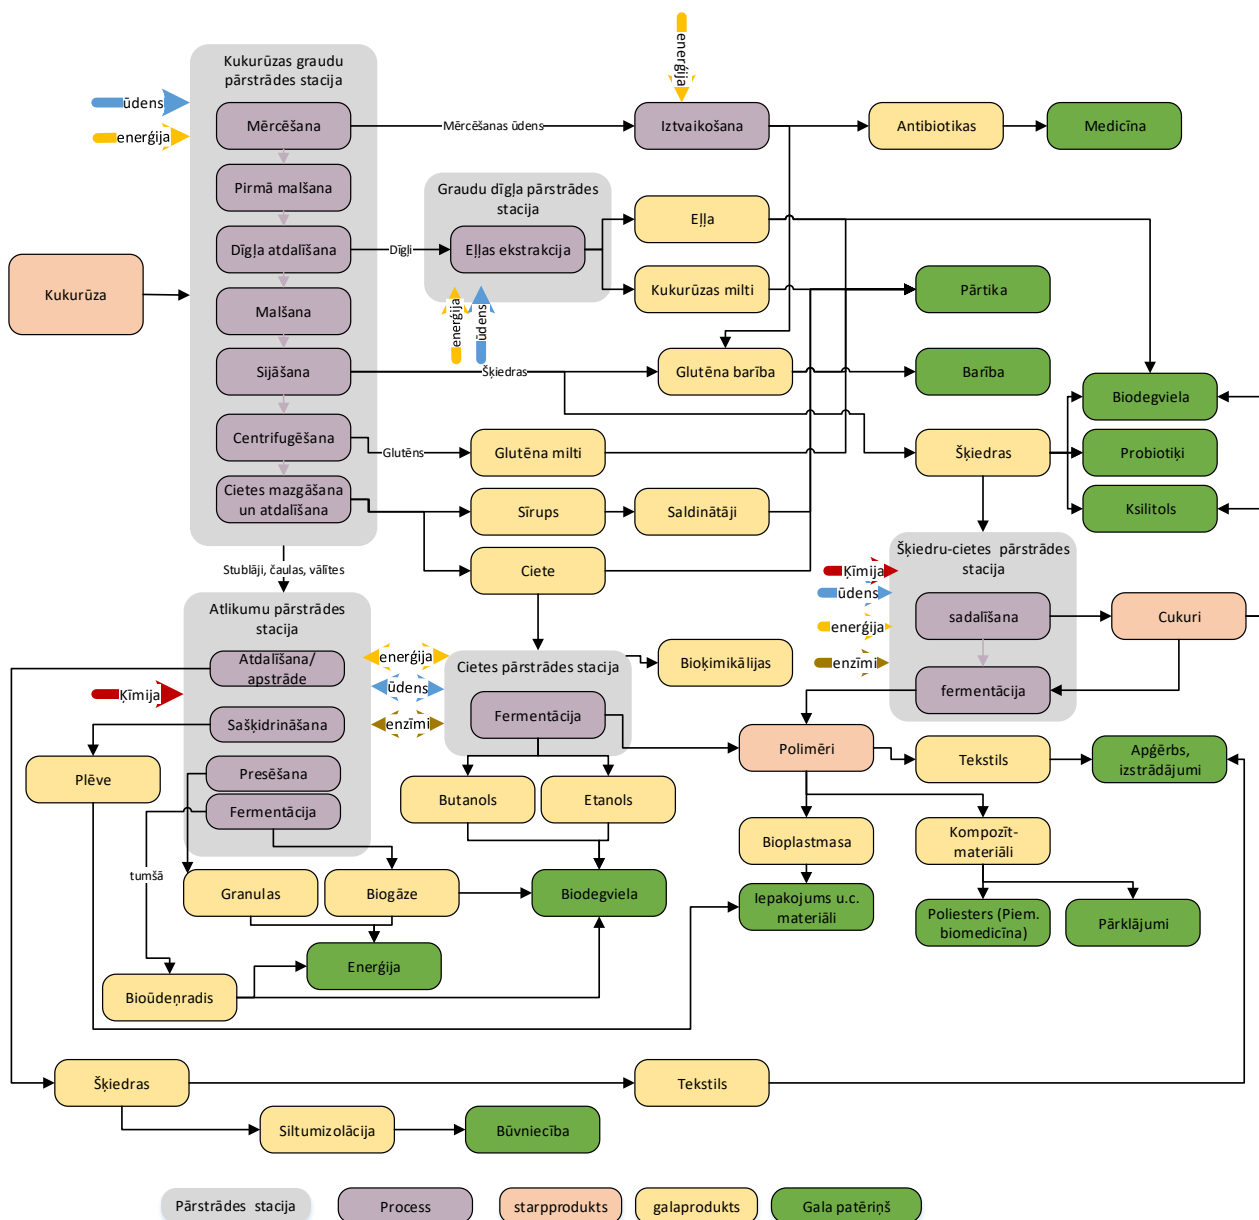 enerģija
Kukurūzas graudu
pārstrādes stacija
ūdens
enerģija
Mērcēšana
Mērcēšanas ūdens
Iztvaikošana
Antibiotikas
Medicīna
Pirmā malšana
Graudu dīgļa pārstrādes
stacija
Eļļa
Dīgļa atdalīšana
Dīgļi
Eļļas ekstrakcija
Kukurūza
Malšana
Kukurūzas milti
Pārtika
enerģija
ūdens
Sijāšana
Šķiedras
Glutēna barība
Barība
Biodegviela
Centrifugēšana
Glutēns
Glutēna milti
Šķiedras
Probiotiķi
Cietes mazgāšana
un atdalīšana
Sīrups
Saldinātāji
Ksilitols
Stublāji, čaulas, vālītes
Ciete
Šķiedru-cietes pārstrādes
stacija
Ķīmija
ūdens
enerģija
enzīmi
sadalīšana
Cukuri
fermentācija
Atlikumu pārstrādes
stacija
Atdalīšana/
apstrāde
enerģija
ūdens
enzīmi
Cietes pārstrādes stacija
Bioķimikālijas
Ķīmija
Sašķidrināšana
Fermentācija
Plēve
Presēšana
Fermentācija
Polimēri
Tekstils
Apģērbs,
izstrādājumi
Butanols
Etanols
Bioplastmasa
Kompozīt-
materiāli
tumšā
Granulas
Biogāze
Biodegviela
Iepakojums u.c.
materiāli
Poliesters (Piem.
biomedicīna)
Pārklājumi
Enerģija
Bioūdeņradis
Šķiedras
Tekstils
Siltumizolācija
Būvniecība
Pārstrādes stacija
Process
starpprodukts
galaprodukts
Gala patēriņš